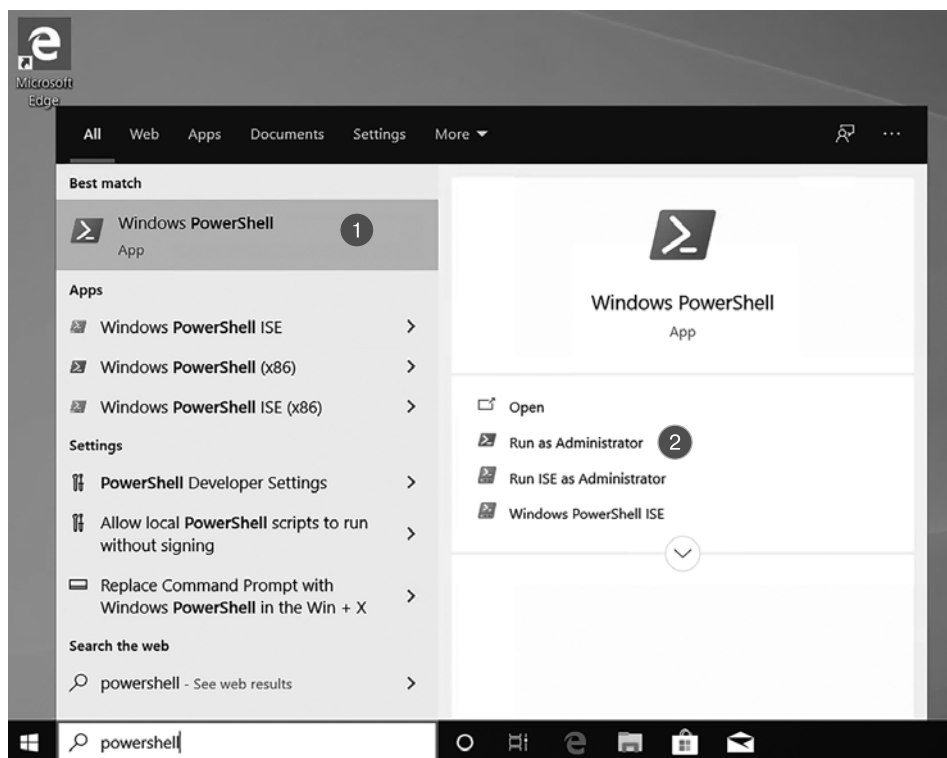 Microsoft
Edge
All Web Apps Documents Settings More
Best match
Windows PowerShell
App
1
Apps
Windows PowerShell ISE
Windows PowerShell (x86)
Windows PowerShell ISE (x86)
Settings
PowerShell Developer Settings
Allow local PowerShell scripts to run
without signing
Replace Command Prompt with
Windows PowerShell in the Win + X
Search the web
powershell - See web results
Windows PowerShell
App
Open
Run as Administrator 2
Run ISE as Administrator
Windows PowerShell ISE
powershell